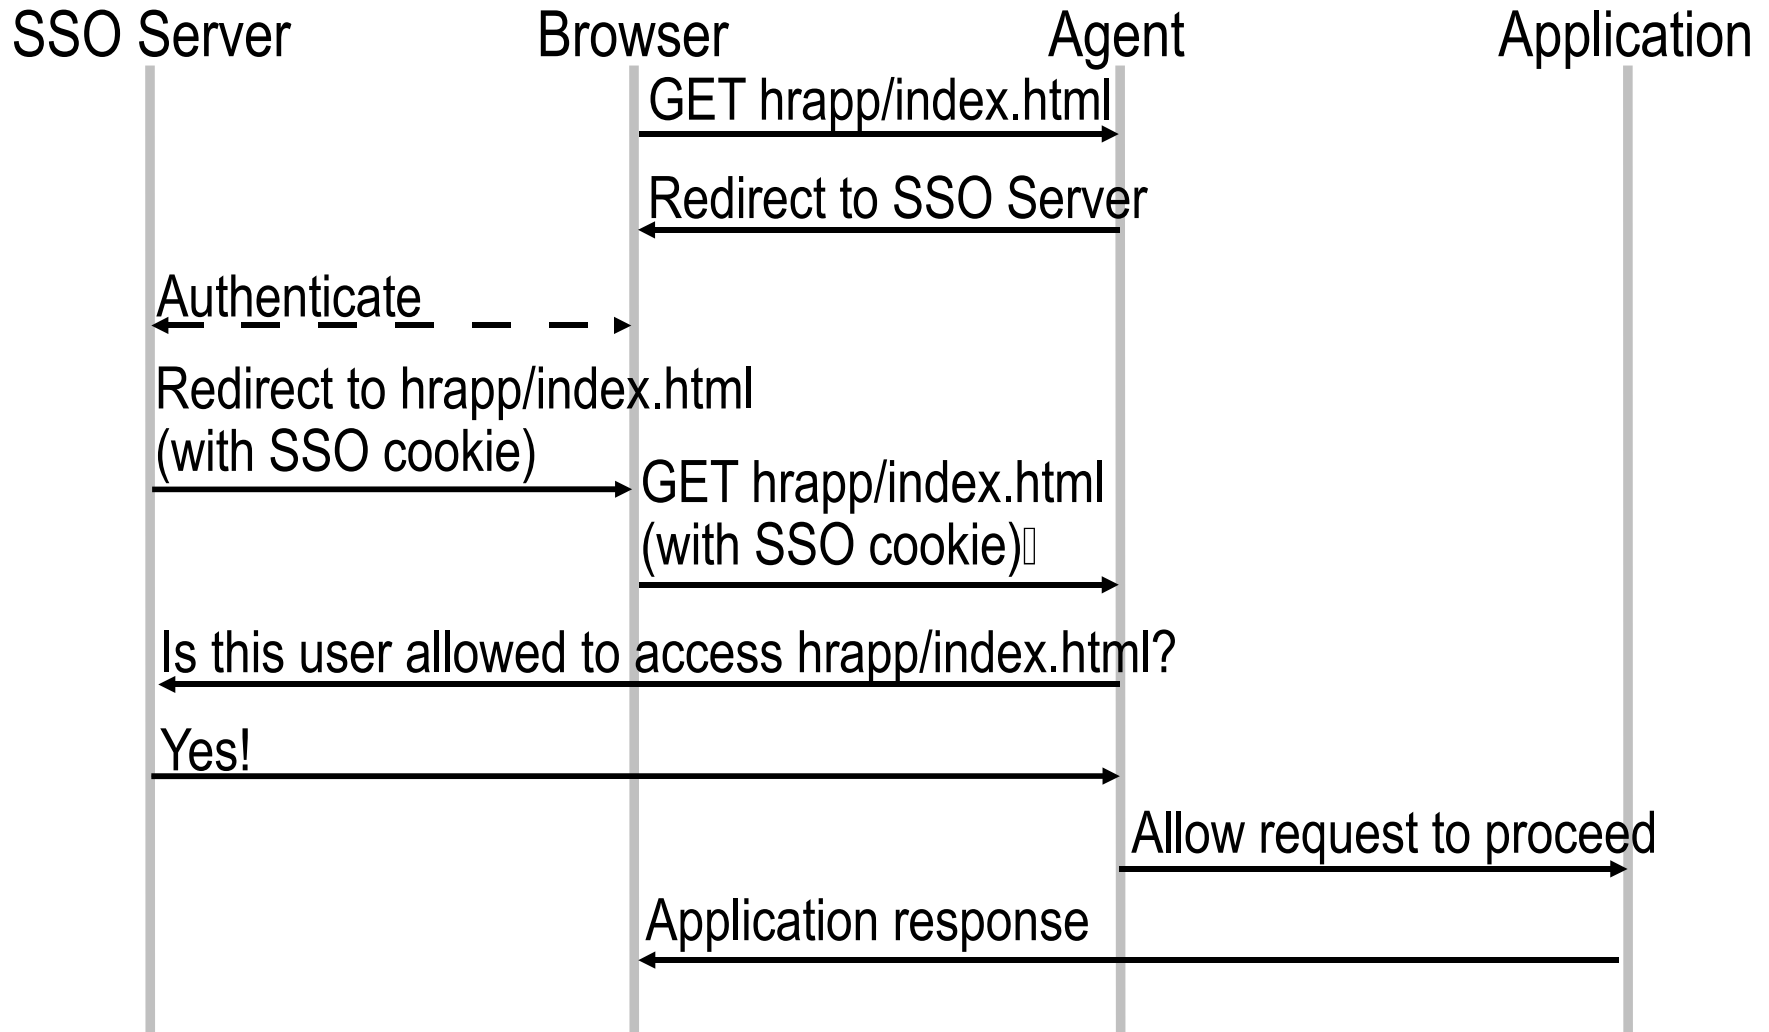 SSO Server
Browser
Agent
Application
GET hrapp/index.html
Redirect to SSO Server
Authenticate
Redirect to hrapp/index.html
(with SSO cookie)
GET hrapp/index.html
(with SSO cookie)
Is this user allowed to access hrapp/index.html?
Yes!
Allow request to proceed
Application response